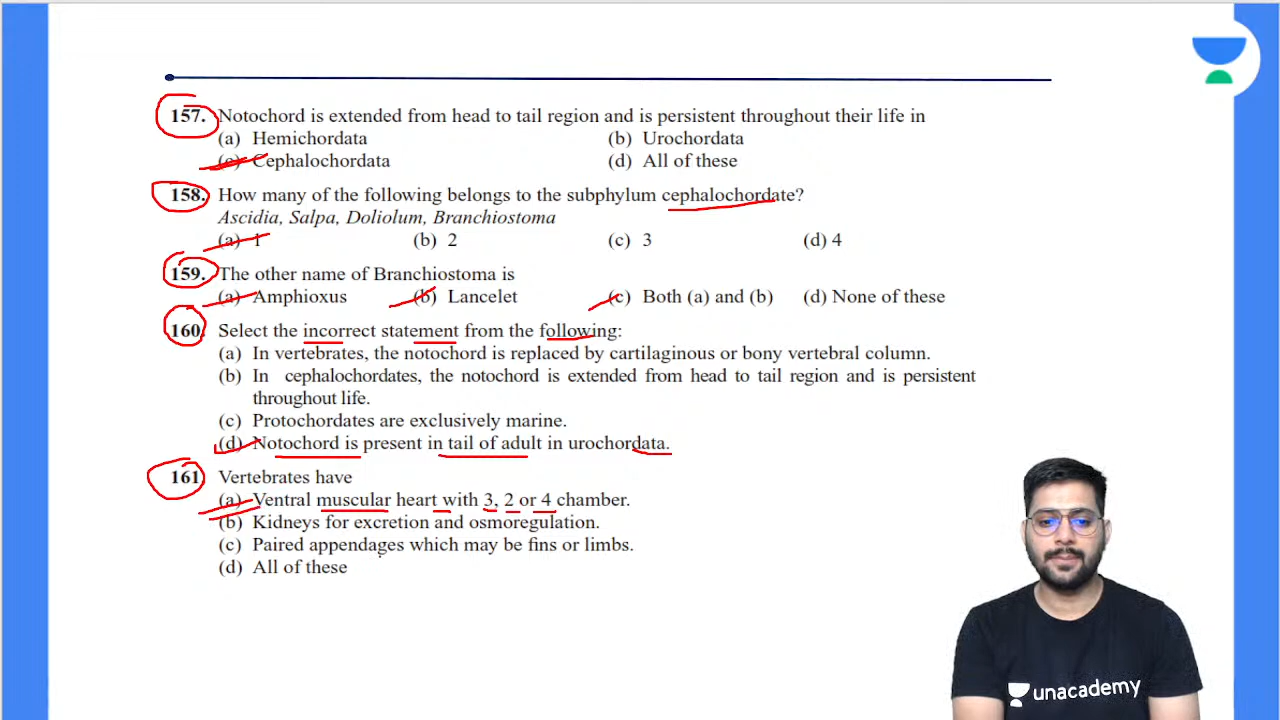 157. Notochord is extended from head to tail region and is persistent throughout their life in
(a) Hemichordata (b) Urochordata
(c) Cephalochordata (d) All of these
158. How many of the following belongs to the subphylum cephalochordate?
Ascidia, Salpa, Doliolum, Branchiostoma
(a) 1 (b) 2 (c) 3 (d) 4
159. The other name of Branchiostoma is
(a) Amphioxus (b) Lancelet (c) Both (a) and (b) (d) None of these
160. Select the incorrect statement from the following:
(a) In vertebrates, the notochord is replaced by cartilaginous or bony vertebral column.
(b) In cephalochordates, the notochord is extended from head to tail region and is persistent
throughout life.
(c) Protochordates are exclusively marine.
(d) Notochord is present in tail of adult in urochordata.
161 Vertebrates have
(a) Ventral muscular heart with 3, 2 or 4 chamber.
(b) Kidneys for excretion and osmoregulation.
(c) Paired appendages which may be fins or limbs.
(d) All of these
unacademy